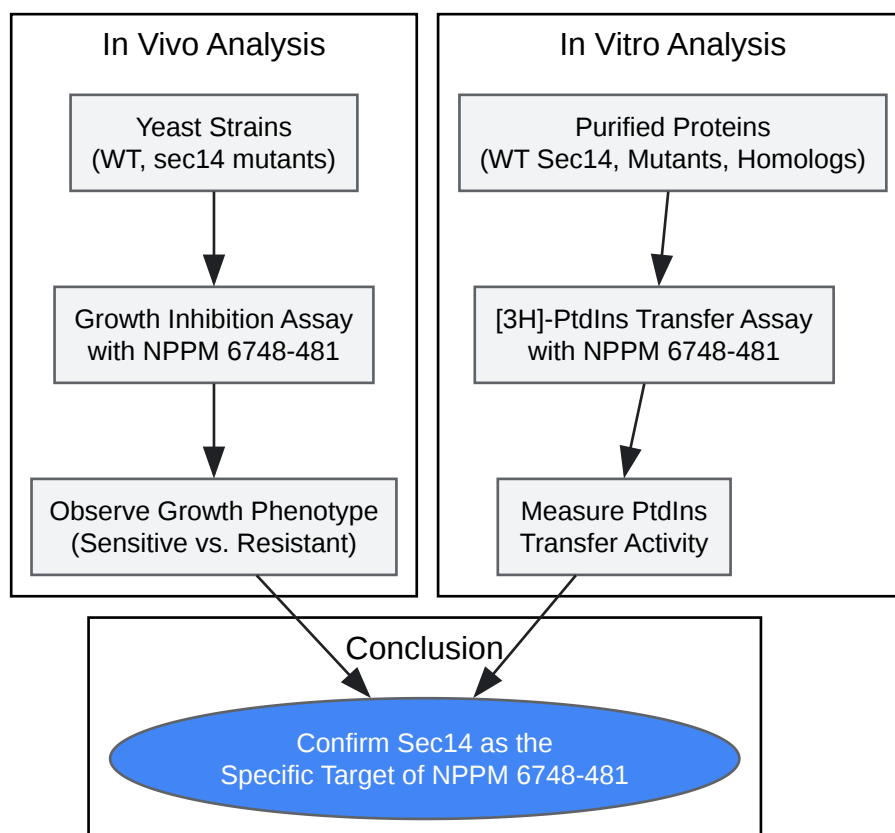 In Vivo Analysis
Yeast Strains
(WT, sec14 mutants)
Growth Inhibition Assay
with NPPM 6748-481
Observe Growth Phenotype
(Sensitive vs. Resistant)
In Vitro Analysis
Purified Proteins
(WT Sec14, Mutants, Homologs)
[3H]-PtdIns Transfer Assay
with NPPM 6748-481
Measure PtdIns
Transfer Activity
Conclusion
Confirm Sec14 as the
Specific Target of NPPM 6748-481